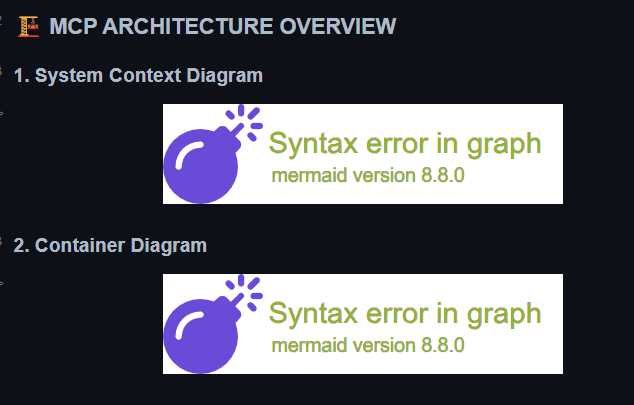 🏗️ MCP ARCHITECTURE OVERVIEW
1. System Context Diagram
Syntax error in graph
mermaid version 8.8.0
2. Container Diagram
Syntax error in graph
mermaid version 8.8.0